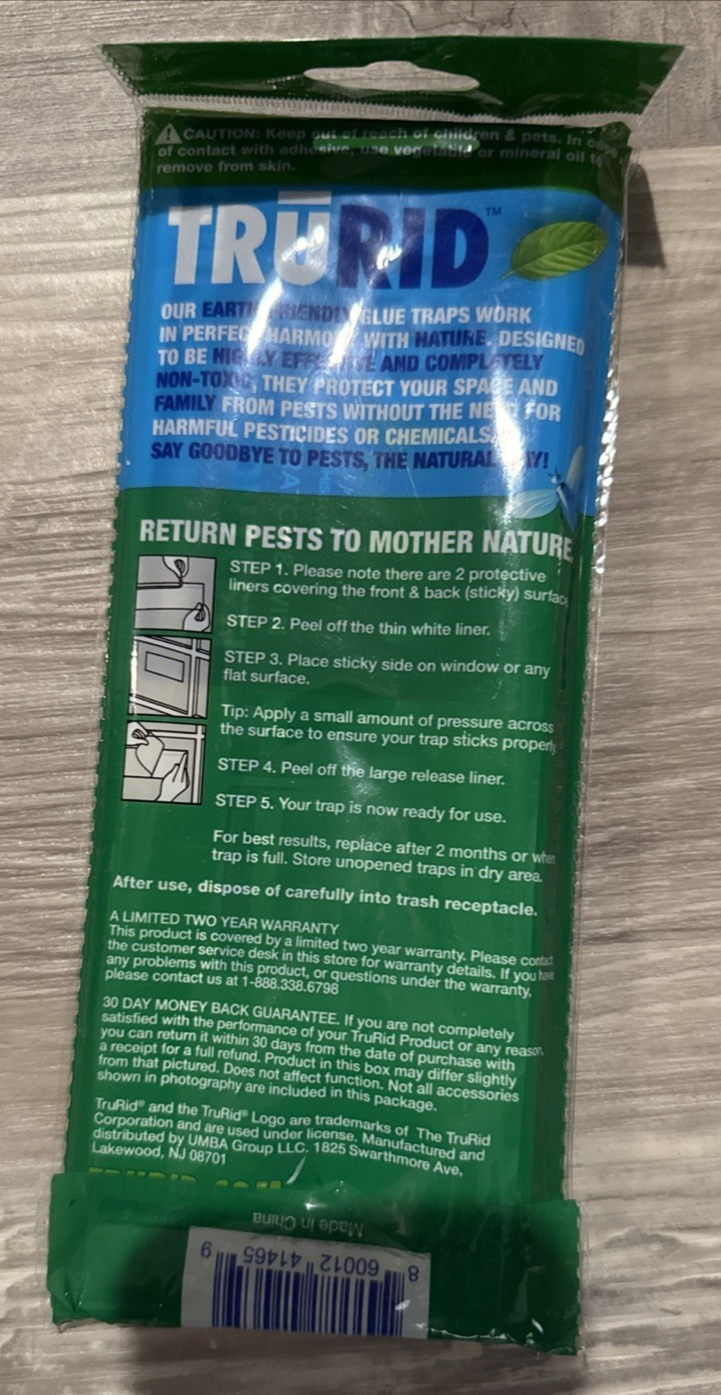 ⚠ CAUTION: Keep out of reach of children & pets. In case
of contact with adhesive, use vegetable or mineral oil to
remove from skin.
TRŪRID™
OUR EARTH FRIENDLY GLUE TRAPS WORK
IN PERFECT HARMONY WITH NATURE. DESIGNED
TO BE HIGHLY EFFECTIVE AND COMPLETELY
NON-TOXIC, THEY PROTECT YOUR SPACE AND
FAMILY FROM PESTS WITHOUT THE NEED FOR
HARMFUL PESTICIDES OR CHEMICALS.
SAY GOODBYE TO PESTS, THE NATURAL WAY!
RETURN PESTS TO MOTHER NATURE
STEP 1. Please note there are 2 protective
liners covering the front & back (sticky) surface
STEP 2. Peel off the thin white liner.
STEP 3. Place sticky side on window or any
flat surface.
Tip: Apply a small amount of pressure across
the surface to ensure your trap sticks properly
STEP 4. Peel off the large release liner.
STEP 5. Your trap is now ready for use.
For best results, replace after 2 months or when
trap is full. Store unopened traps in dry area.
After use, dispose of carefully into trash receptacle.
A LIMITED TWO YEAR WARRANTY
This product is covered by a limited two year warranty. Please contact
the customer service desk in this store for warranty details. If you have
any problems with this product, or questions under the warranty,
please contact us at 1-888.338.6798
30 DAY MONEY BACK GUARANTEE. If you are not completely
satisfied with the performance of your TruRid Product or any reason,
you can return it within 30 days from the date of purchase with
a receipt for a full refund. Product in this box may differ slightly
from that pictured. Does not affect function. Not all accessories
shown in photography are included in this package.
TruRid® and the TruRid® Logo are trademarks of The TruRid
Corporation and are used under license. Manufactured and
distributed by UMBA Group LLC. 1825 Swarthmore Ave,
Lakewood, NJ 08701
TRURID.COM
Made in China
8 60012 41465 9